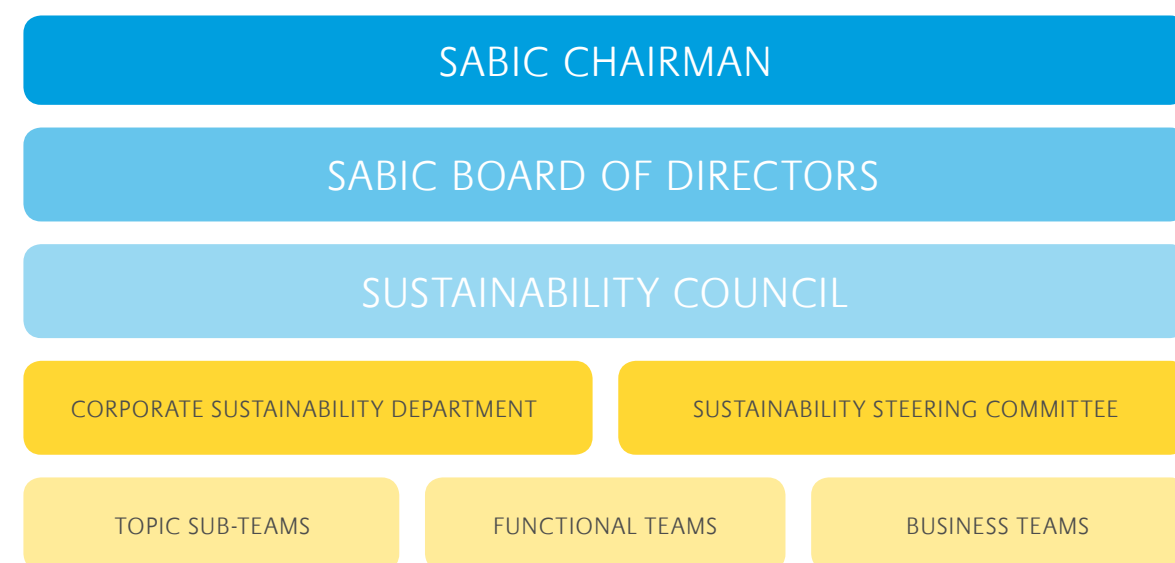 SABIC CHAIRMAN
SABIC BOARD OF DIRECTORS
SUSTAINABILITY COUNCIL
CORPORATE SUSTAINABILITY DEPARTMENT
SUSTAINABILITY STEERING COMMITTEE
TOPIC SUB-TEAMS
FUNCTIONAL TEAMS
BUSINESS TEAMS